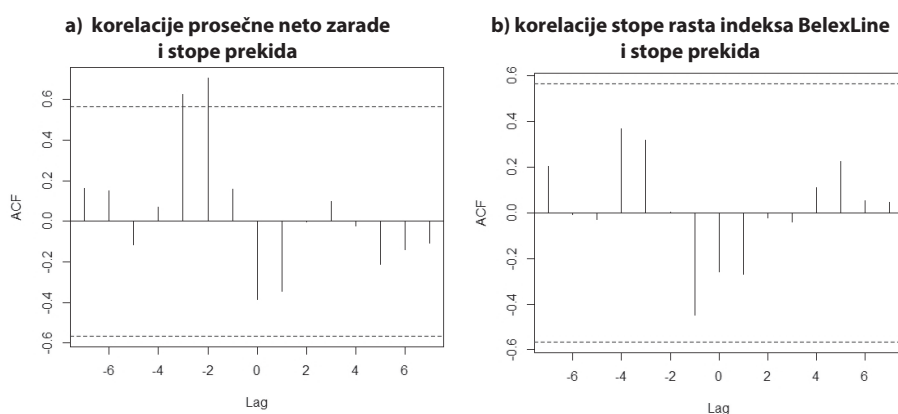 a) korelacije prosečne neto zarade
i stope prekida
0.6
0.4
0.2
0.0
-0.2
-0.4
-0.6
ACF
-6 -4 -2 0 2 4 6
Lag
b) korelacije stope rasta indeksa BelexLine
i stope prekida
0.6
0.4
0.2
0.0
-0.2
-0.4
-0.6
ACF
-6 -4 -2 0 2 4 6
Lag